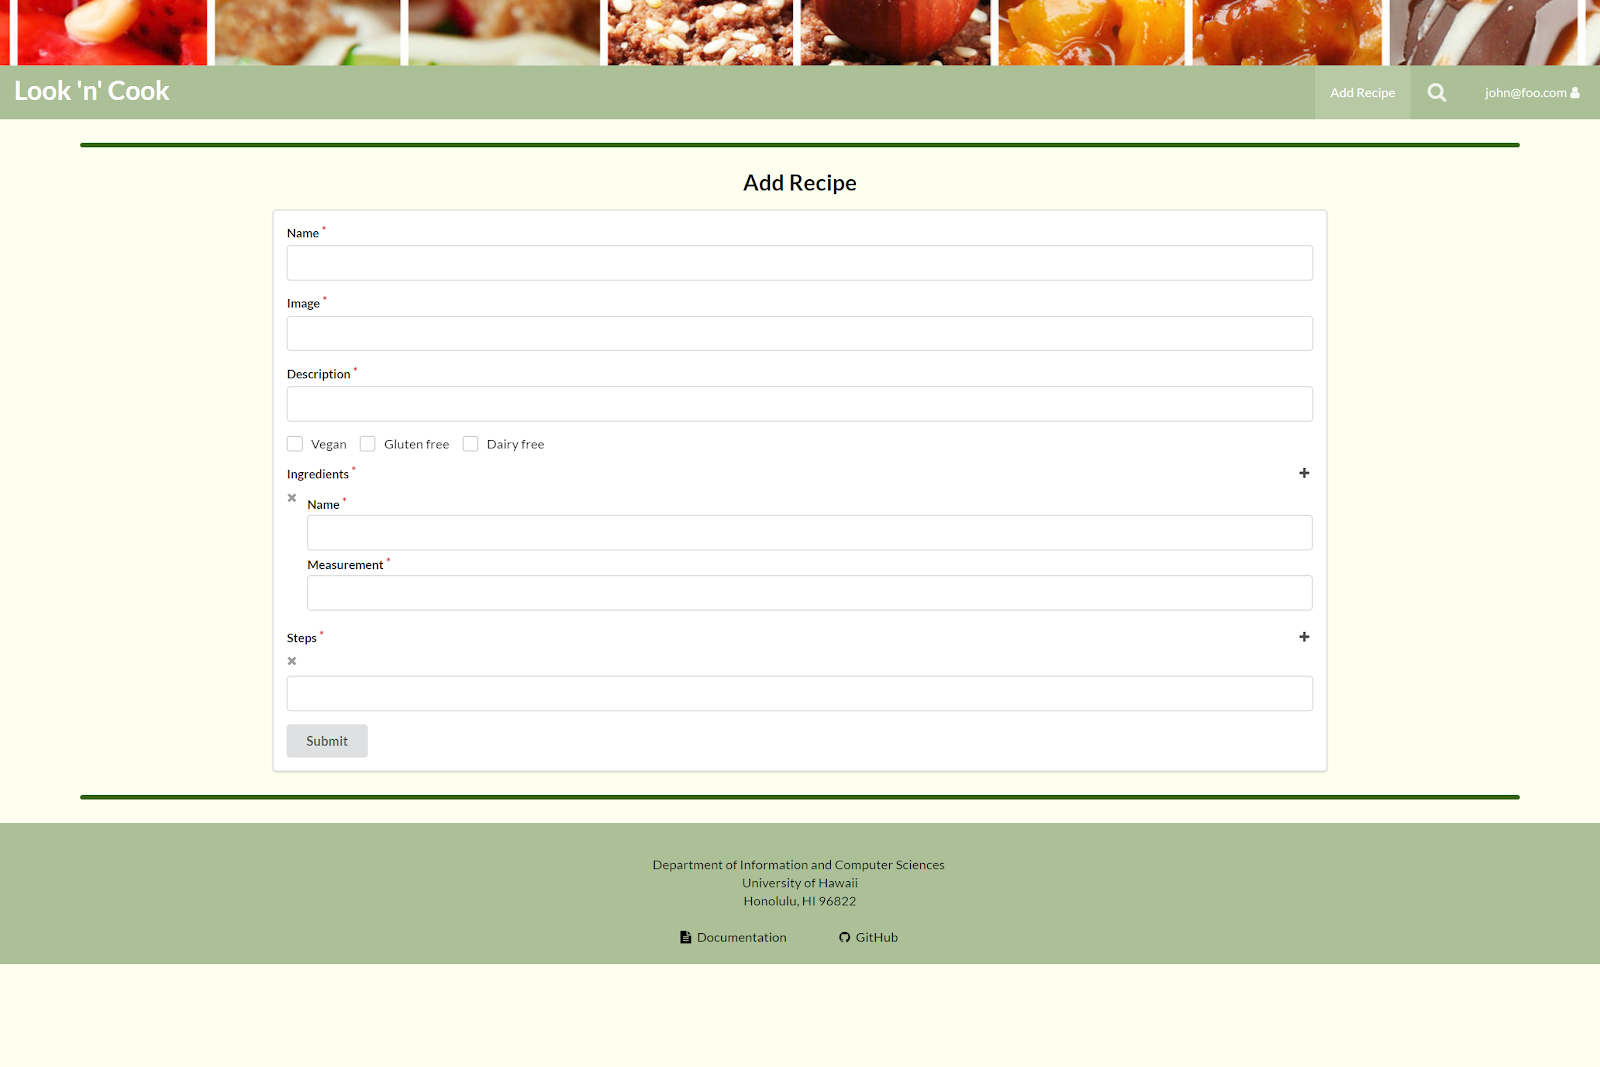 Look 'n' Cook
Add Recipe
john@foo.com
Add Recipe
Name *
Image *
Description *
Vegan Gluten free Dairy free
Ingredients *
Name *
Measurement *
Steps *
Submit
Department of Information and Computer Sciences
University of Hawaii
Honolulu, HI 96822
Documentation GitHub